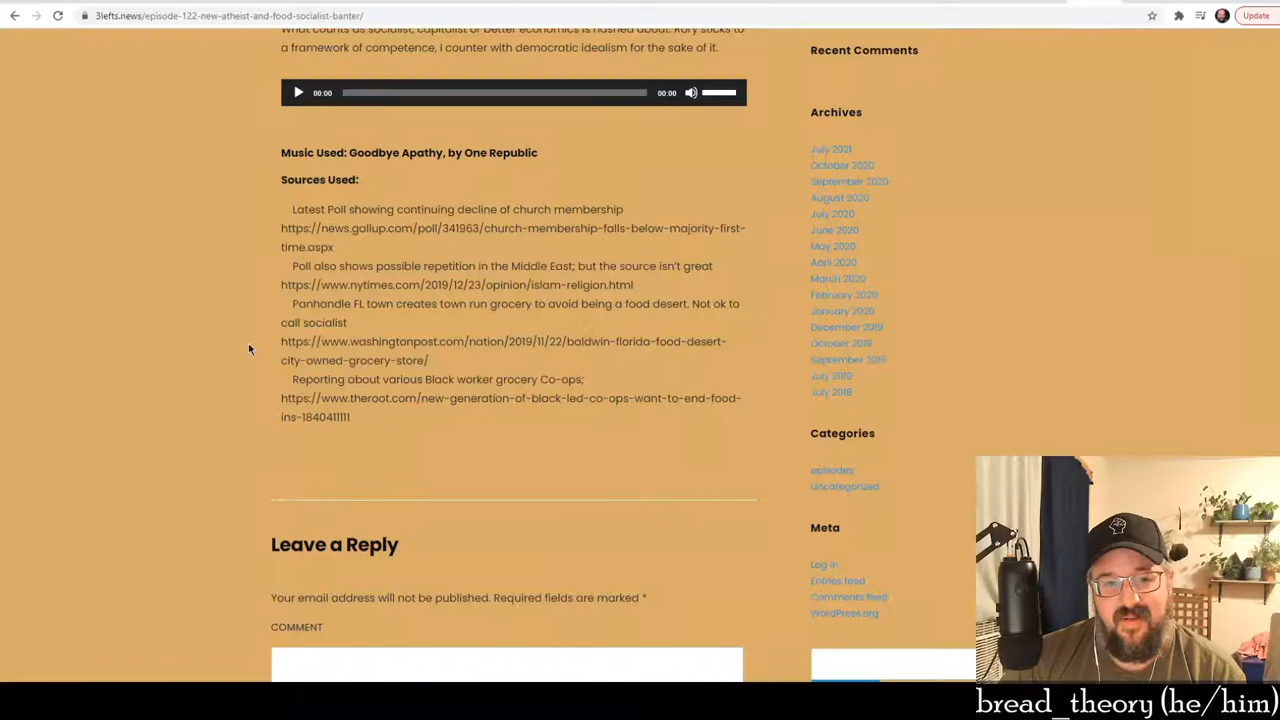 3lefts.news/episode-122-new-atheist-and-food-socialist-banter/
Update
What counts as socialist, capitalist or better economics is hashed about. Rory sticks to
a framework of competence, I counter with democratic idealism for the sake of it.
00:00
00:00
Music Used: Goodbye Apathy, by One Republic
Sources Used:
Latest Poll showing continuing decline of church membership
https://news.gallup.com/poll/341963/church-membership-falls-below-majority-first-
time.aspx
Poll also shows possible repetition in the Middle East; but the source isn't great
https://www.nytimes.com/2019/12/23/opinion/islam-religion.html
Panhandle FL town creates town run grocery to avoid being a food desert. Not ok to
call socialist
https://www.washingtonpost.com/nation/2019/11/22/baldwin-florida-food-desert-
city-owned-grocery-store/
Reporting about various Black worker grocery Co-ops;
https://www.theroot.com/new-generation-of-black-led-co-ops-want-to-end-food-
ins-1840411111
Leave a Reply
Your email address will not be published. Required fields are marked *
COMMENT
Recent Comments
Archives
July 2021
October 2020
September 2020
August 2020
July 2020
June 2020
May 2020
April 2020
March 2020
February 2020
January 2020
December 2019
October 2019
September 2019
July 2019
July 2018
Categories
episodes
Uncategorized
Meta
Log in
Entries feed
Comments feed
WordPress.org
bread_theory (he/him)